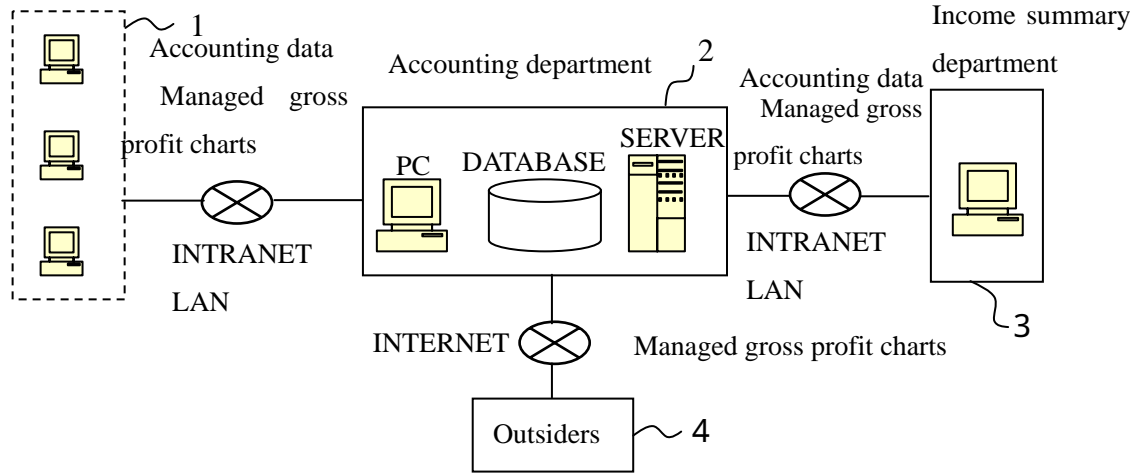 1
Accounting data
Managed gross
profit charts
INTRANET
LAN
Accounting department
2
PC
DATABASE
SERVER
Accounting data
Managed gross
profit charts
INTRANET
LAN
Income summary
department
3
INTERNET
Managed gross profit charts
Outsiders
4